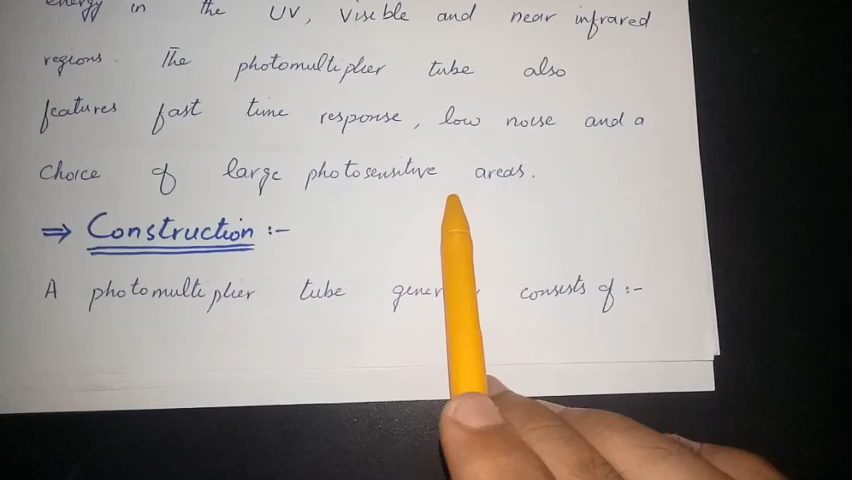 energy in the UV, Visible and near infrared
regions. The photomultiplier tube also
features fast time response, low noise and a
choice of large photosensitive areas.
⇒ Construction :-
A photomultiplier tube consists of :-